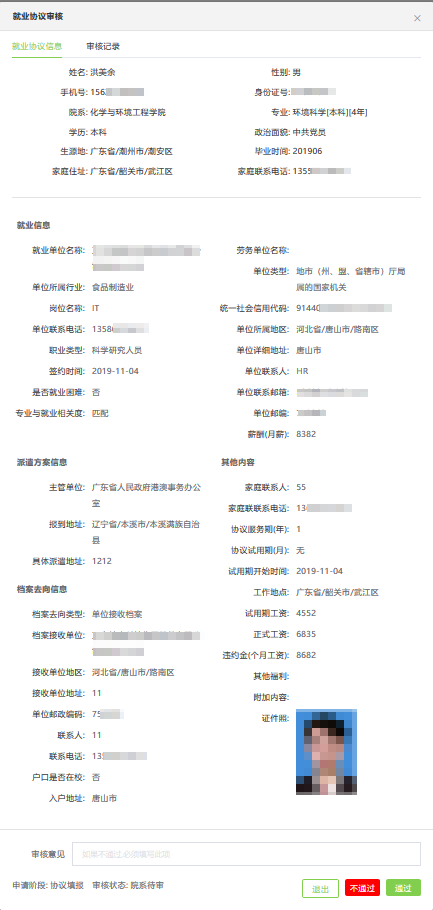 就业协议审核
就业协议信息 审核记录
姓名: 洪美余 性别: 男
手机号: 156 身份证号:
院系: 化学与环境工程学院 专业: 环境科学[本科][4年]
学历: 本科 政治面貌: 中共党员
生源地: 广东省/潮州市/潮安区 毕业时间: 201906
家庭住址: 广东省/韶关市/武江区 家庭联系电话: 1355
就业信息
就业单位名称: 劳务单位名称:
单位类型: 地市(州、盟、省辖市)厅局
属的国家机关
单位所属行业: 食品制造业
岗位名称: IT 统一社会信用代码: 91440
单位联系电话: 1358 单位所属地区: 河北省/唐山市/路南区
职业类型: 科学研究人员 单位详细地址: 唐山市
签约时间: 2019-11-04 单位联系人: HR
是否就业困难: 否 单位联系邮箱:
专业与就业相关度: 匹配 单位邮编:
薪酬(月薪): 8382
派遣方案信息
主管单位: 广东省人民政府港澳事务办公
室
报到地址: 辽宁省/本溪市/本溪满族自治
县
具体派遣地址: 1212
档案去向信息
档案去向类型: 单位接收档案
档案接收单位:
接收单位地区: 河北省/唐山市/路南区
接收单位地址: 11
单位邮政编码: 75
联系人: 11
联系电话: 13
户口是否在校: 否
入户地址: 唐山市
其他内容
家庭联系人: 55
家庭联联系电话: 13
协议服务期(年): 1
协议试用期(月): 无
试用期开始时间: 2019-11-04
工作地点: 广东省/韶关市/武江区
试用期工资: 4552
正式工资: 6835
违约金(个月工资): 8682
其他福利:
附加内容:
证件照:
审核意见 如果不通过必须填写此项
申请阶段: 协议填报 审核状态: 院系待审 退出 不通过 通过